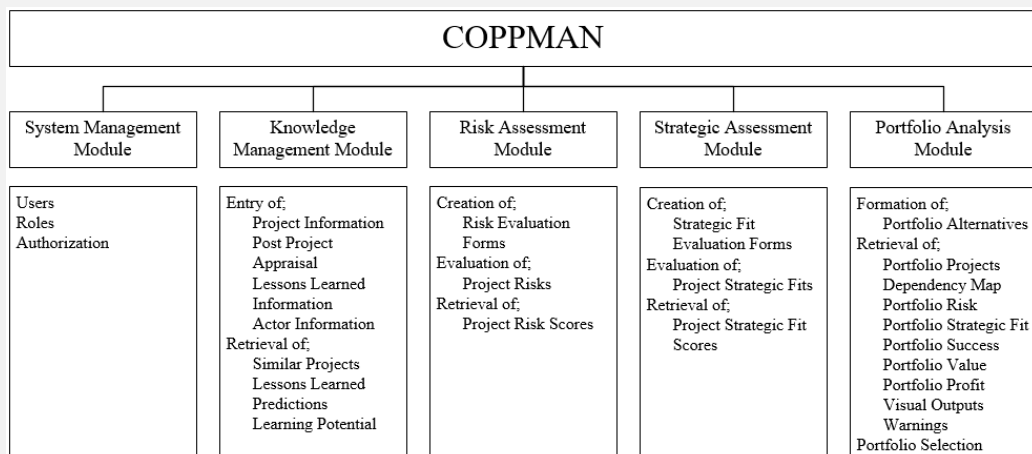 COPPMAN
System Management
Module
Knowledge
Management Module
Risk Assessment
Module
Strategic Assessment
Module
Portfolio Analysis
Module
Users
Roles
Authorization
Entry of;
Project Information
Post Project
Appraisal
Lessons Learned
Information
Actor Information
Retrieval of;
Similar Projects
Lessons Learned
Predictions
Learning Potential
Creation of;
Risk Evaluation
Forms
Evaluation of;
Project Risks
Retrieval of;
Project Risk Scores
Creation of;
Strategic Fit
Evaluation Forms
Evaluation of;
Project Strategic Fits
Retrieval of;
Project Strategic Fit
Scores
Formation of;
Portfolio Alternatives
Retrieval of;
Portfolio Projects
Dependency Map
Portfolio Risk
Portfolio Strategic Fit
Portfolio Success
Portfolio Value
Portfolio Profit
Visual Outputs
Warnings
Portfolio Selection